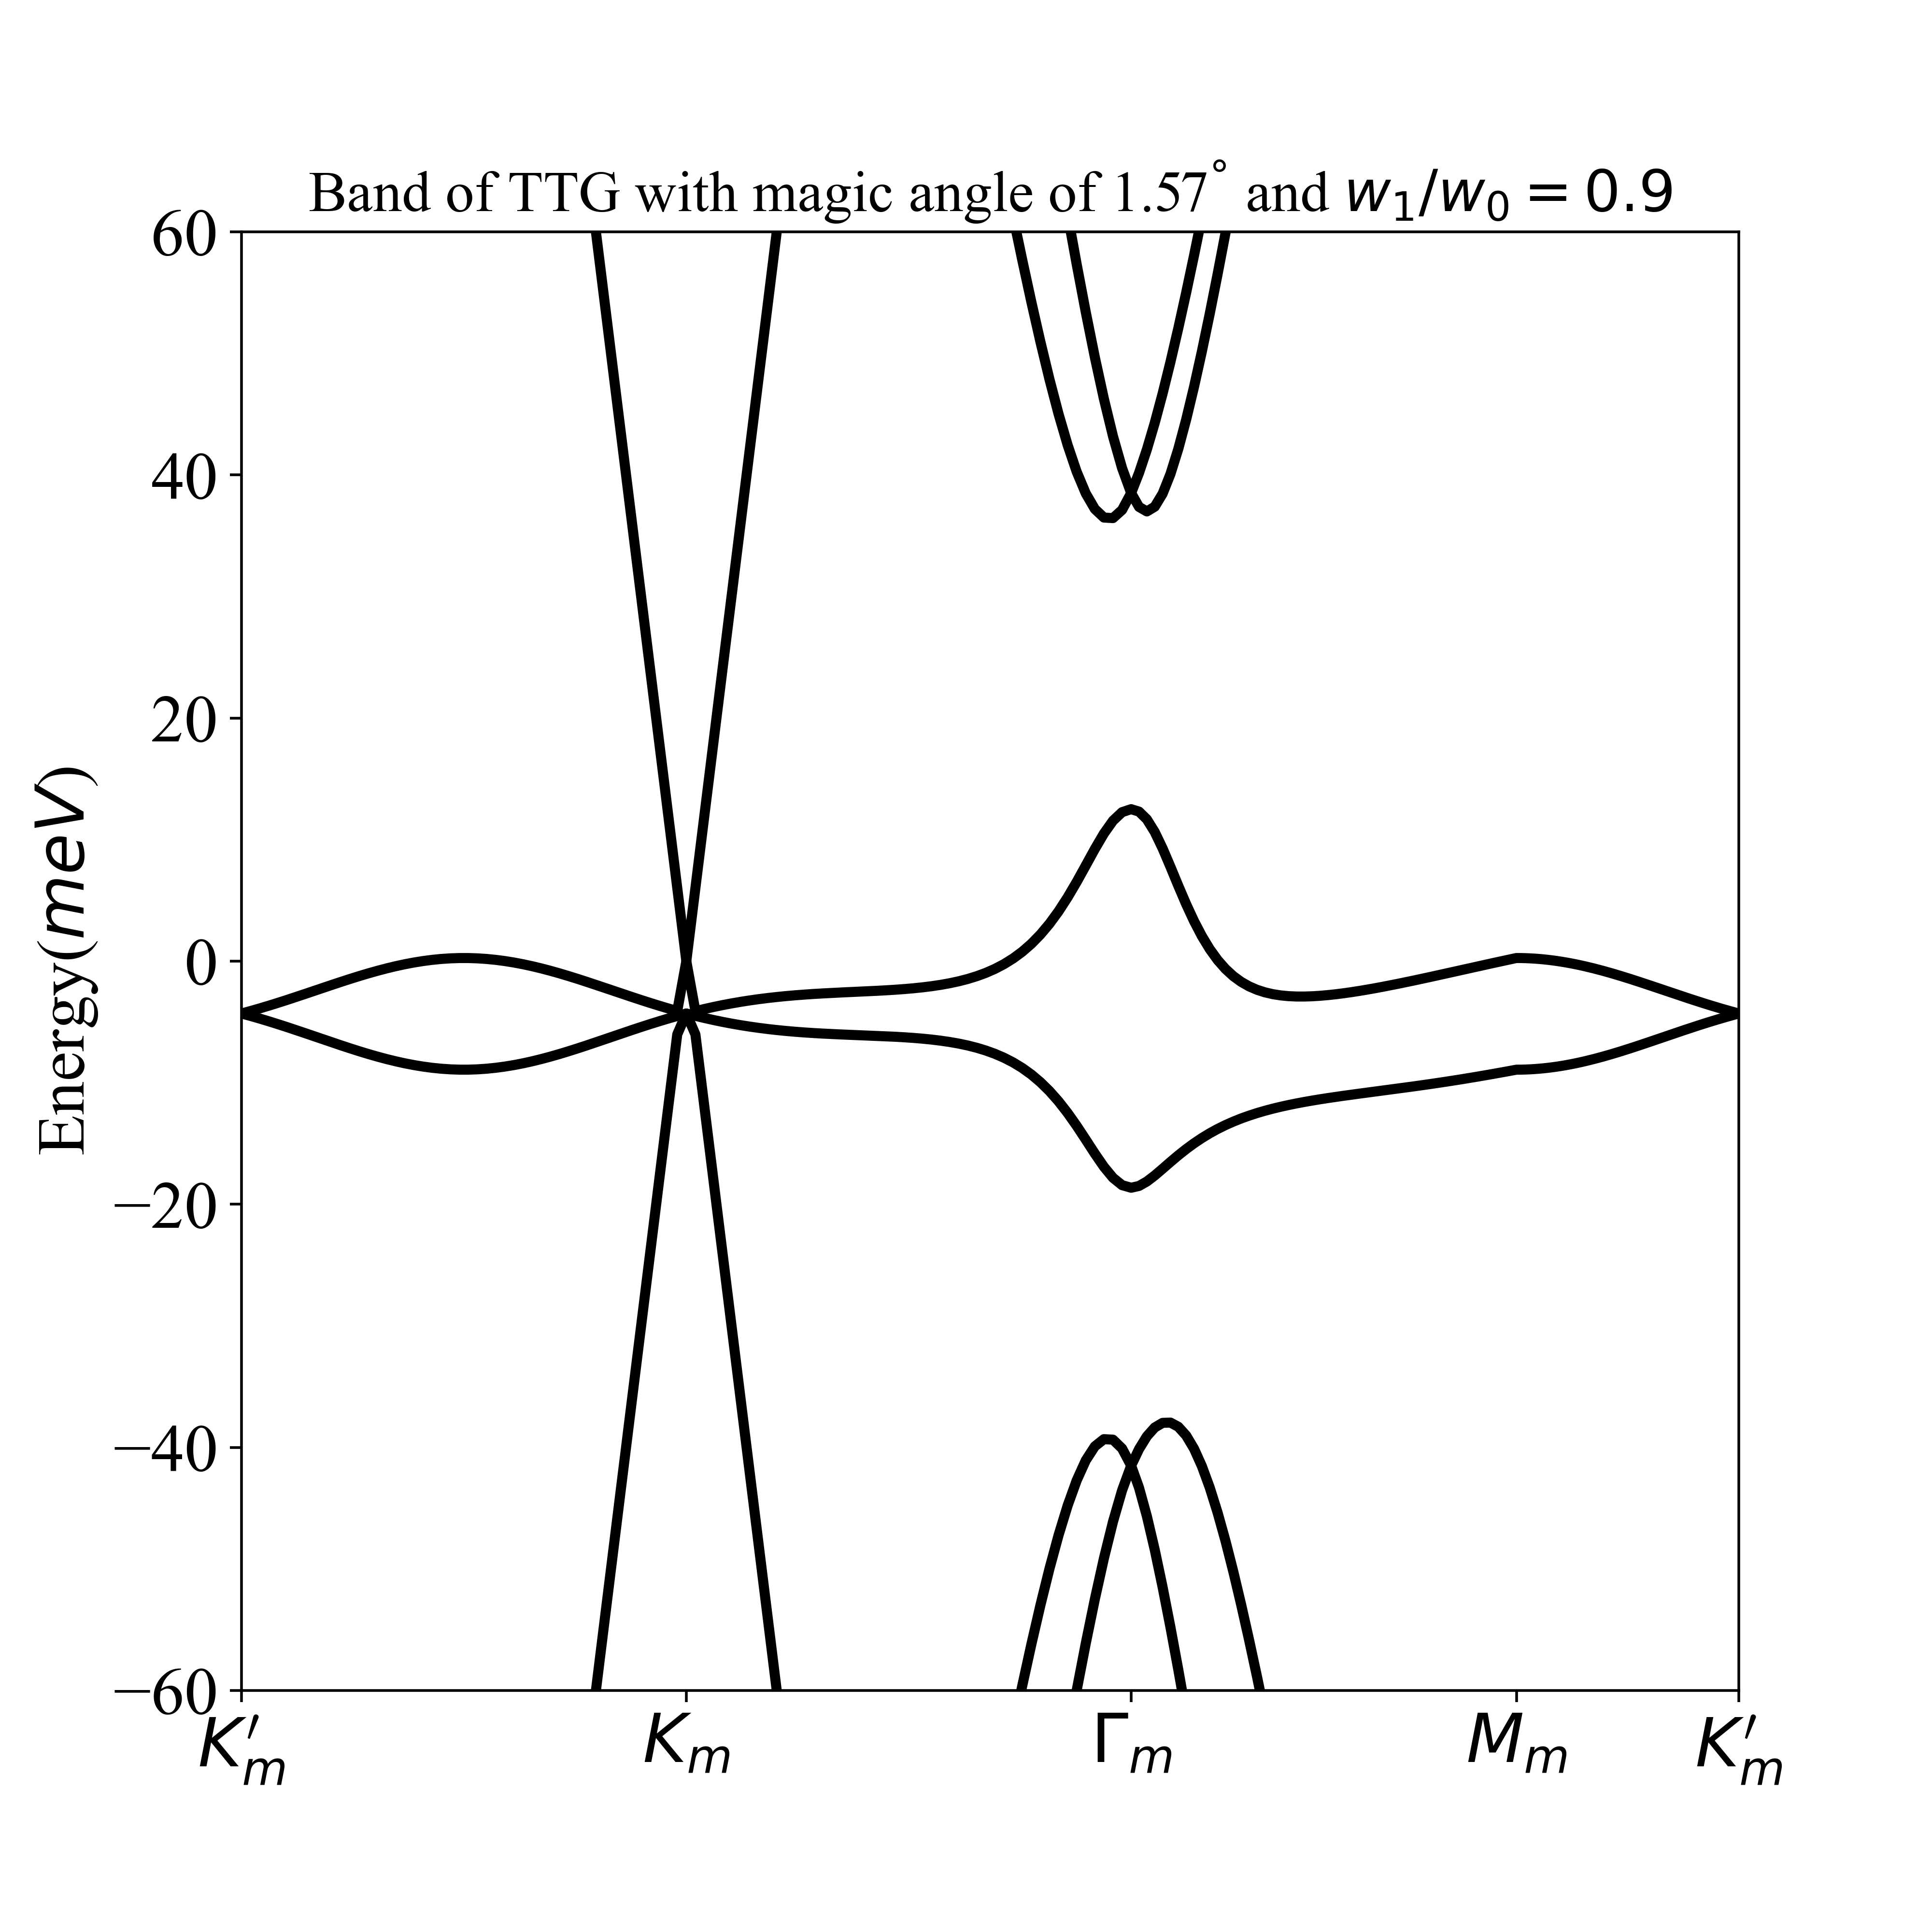 Band of TTG with magic angle of 1.57° and w₁/w₀ = 0.9
Energy(meV)
60
40
20
0
−20
−40
−60
K′ₘ
Kₘ
Γₘ
Mₘ
K′ₘ